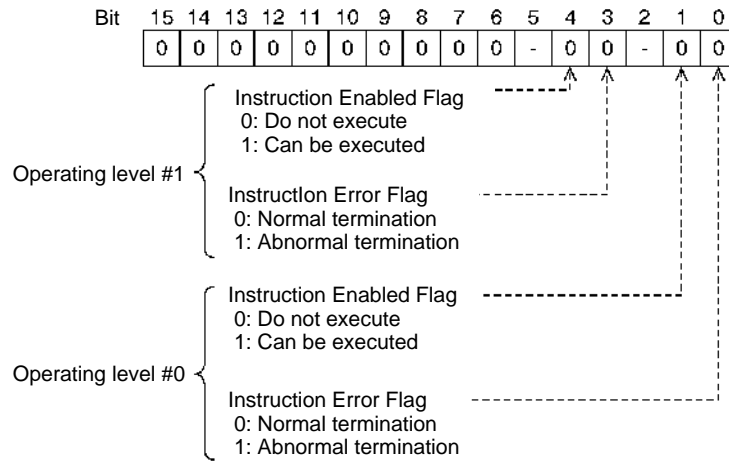 Bit 15 14 13 12 11 10 9 8 7 6 5 4 3 2 1 0
0 0 0 0 0 0 0 0 0 0 - 0 0 - 0 0
Instruction Enabled Flag
0: Do not execute
1: Can be executed
Operating level #1
InstructIon Error Flag
0: Normal termination
1: Abnormal termination
Instruction Enabled Flag
0: Do not execute
1: Can be executed
Operating level #0
Instruction Error Flag
0: Normal termination
1: Abnormal termination